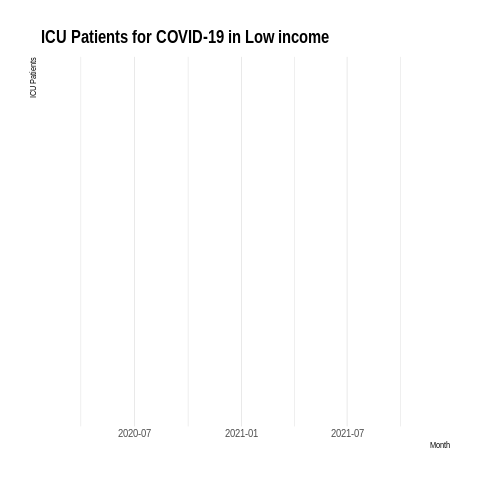 ICU Patients for COVID-19 in Low income
ICU Patients
2020-07 2021-01 2021-07
Month